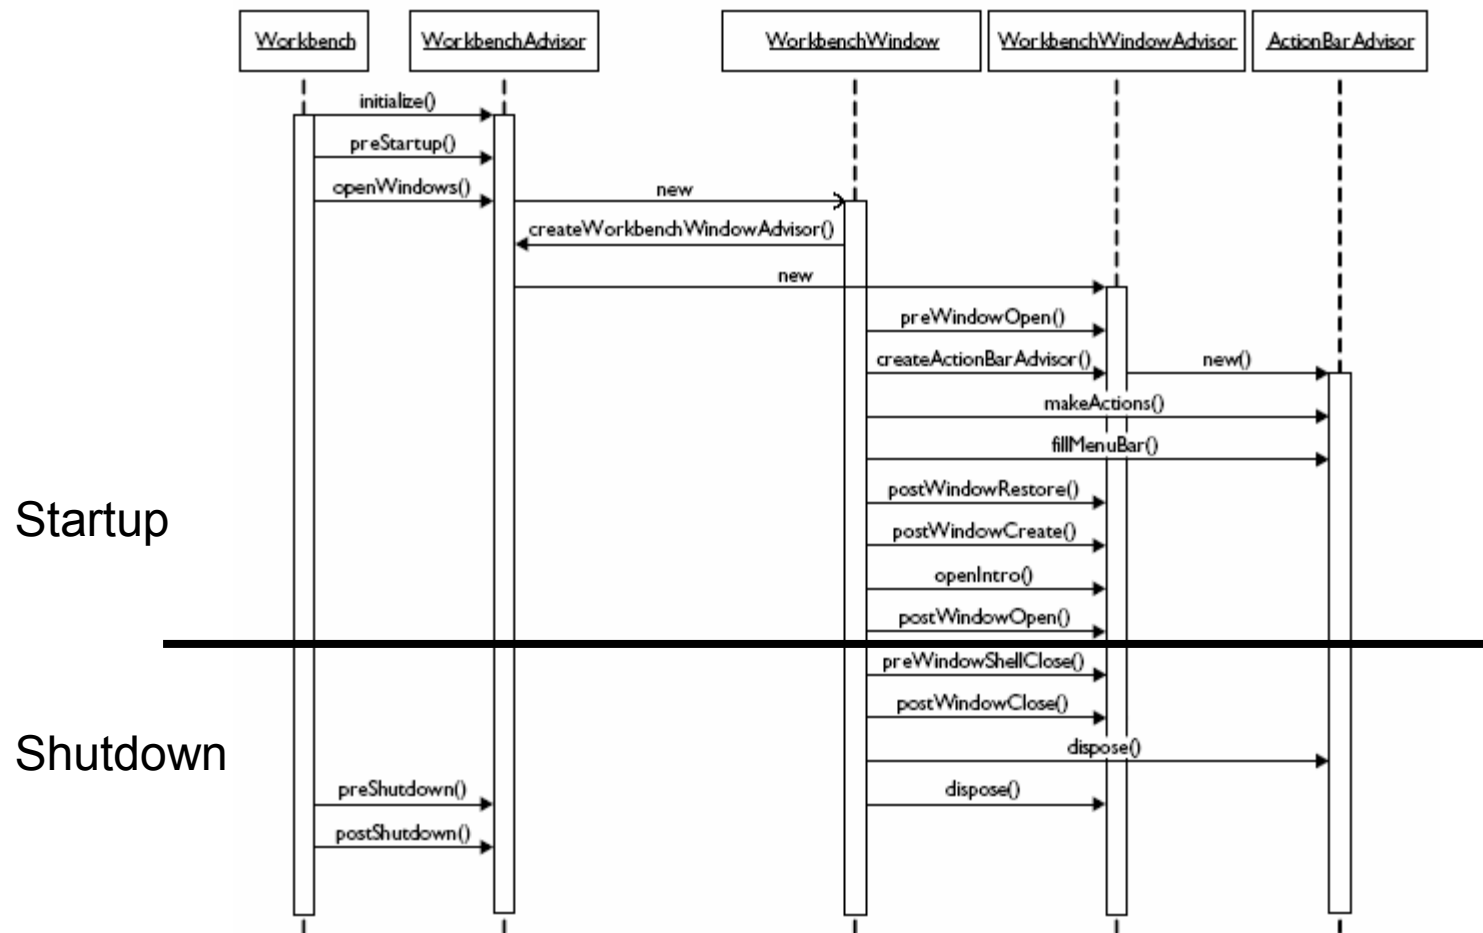 Workbench
WorkbenchAdvisor
WorkbenchWindow
WorkbenchWindowAdvisor
ActionBarAdvisor
initialize()
preStartup()
openWindows()
new
createWorkbenchWindowAdvisor()
new
preWindowOpen()
createActionBarAdvisor()
new()
makeActions()
fillMenuBar()
postWindowRestore()
Startup
postWindowCreate()
openIntro()
postWindowOpen()
preWindowShellClose()
postWindowClose()
Shutdown
dispose()
preShutdown()
dispose()
postShutdown()